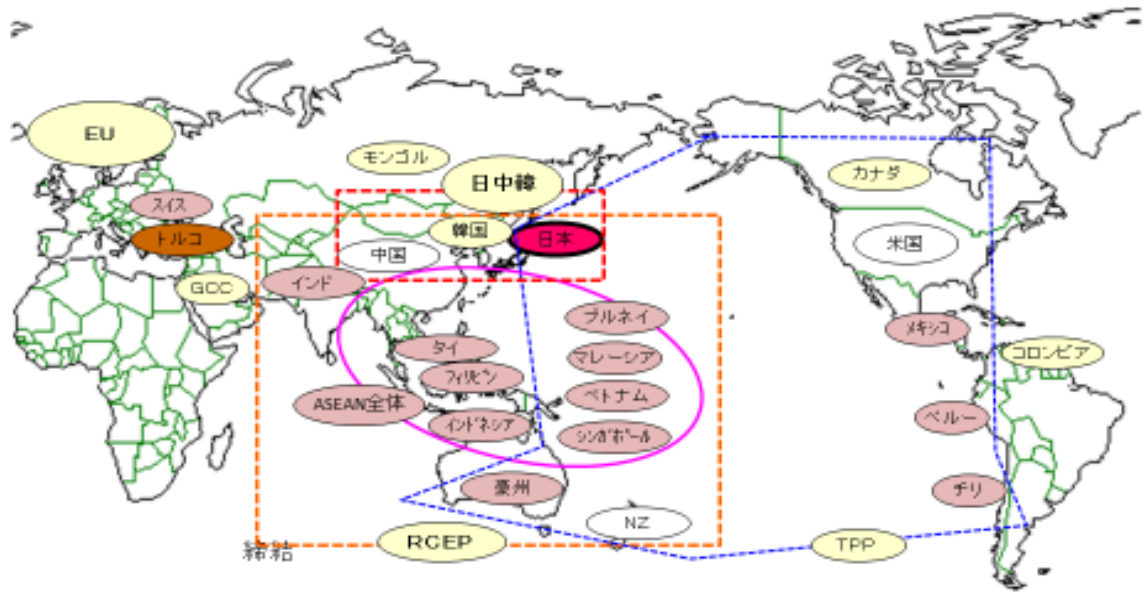 EU
モンゴル
日中韓
カナダ
スイス
トルコ
韓国
日本
中国
米国
GCC
インド
ブルネイ
メキシコ
タイ
マレーシア
コロンビア
フィリピン
ASEAN全体
ベトナム
インドネシア
シンガポール
ペルー
豪州
チリ
NZ
RCEP
TPP
締結